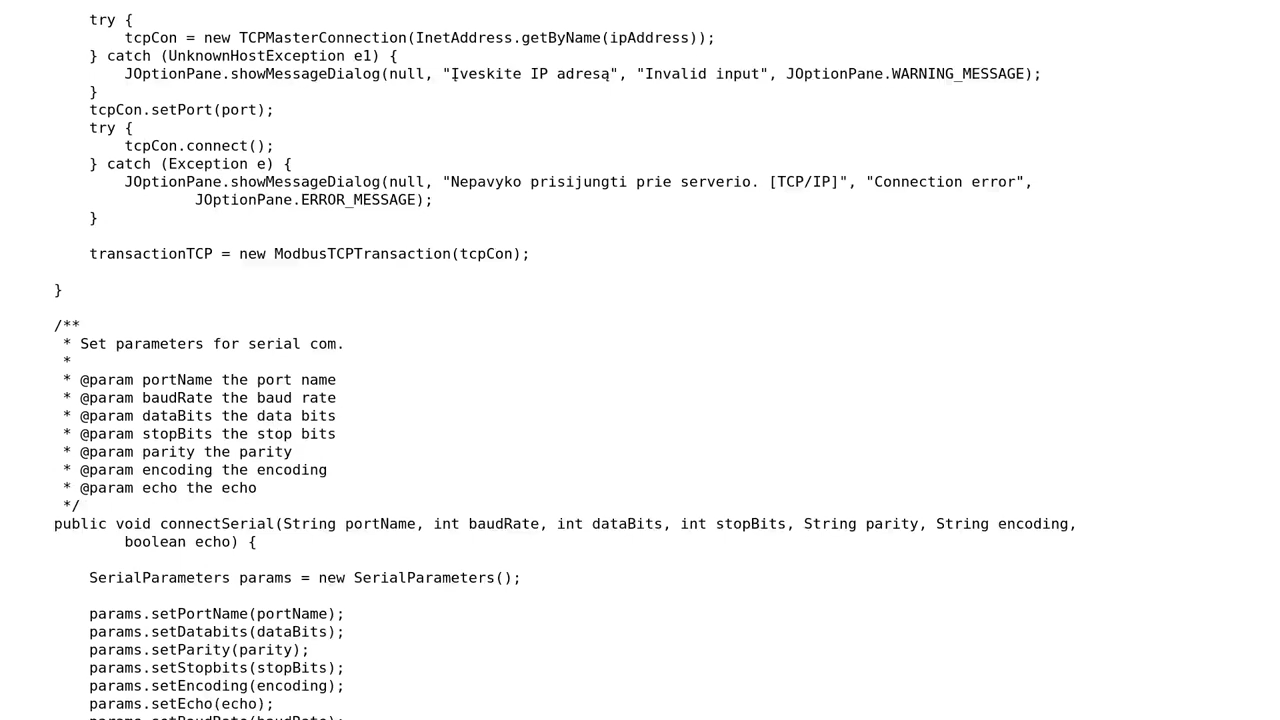 try {
tcpCon = new TCPMasterConnection(InetAddress.getByName(ipAddress));
} catch (UnknownHostException e1) {
JOptionPane.showMessageDialog(null, "Įveskite IP adresą", "Invalid input", JOptionPane.WARNING_MESSAGE);
}
tcpCon.setPort(port);
try {
tcpCon.connect();
} catch (Exception e) {
JOptionPane.showMessageDialog(null, "Nepavyko prisijungti prie serverio. [TCP/IP]", "Connection error",
JOptionPane.ERROR_MESSAGE);
}
transactionTCP = new ModbusTCPTransaction(tcpCon);
}
/**
* Set parameters for serial com.
*
* @param portName the port name
* @param baudRate the baud rate
* @param dataBits the data bits
* @param stopBits the stop bits
* @param parity the parity
* @param encoding the encoding
* @param echo the echo
*/
public void connectSerial(String portName, int baudRate, int dataBits, int stopBits, String parity, String encoding,
boolean echo) {
SerialParameters params = new SerialParameters();
params.setPortName(portName);
params.setDatabits(dataBits);
params.setParity(parity);
params.setStopbits(stopBits);
params.setEncoding(encoding);
params.setEcho(echo);
params.setBaudRate(baudRate);